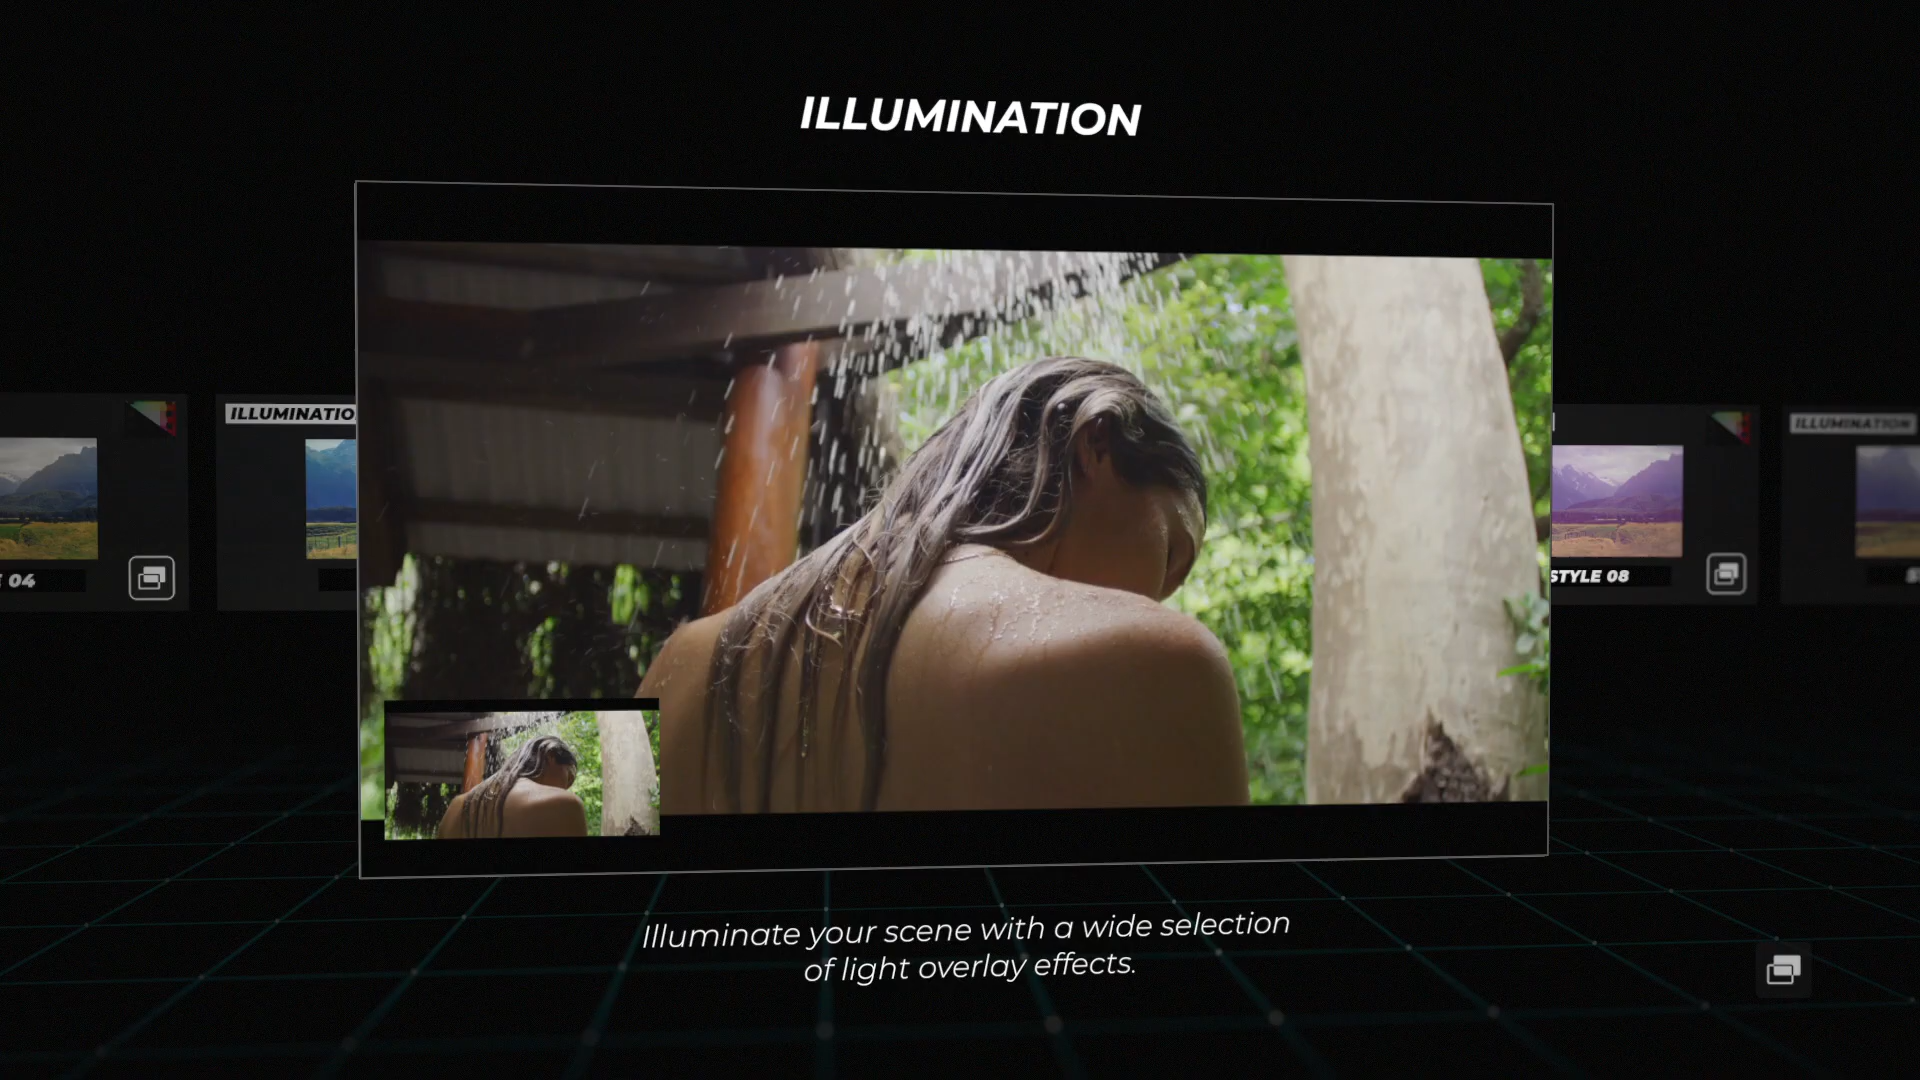 ILLUMINATION
ILLUMINATIO
ILLUMINATION
04
STYLE 08
Illuminate your scene with a wide selection
of light overlay effects.